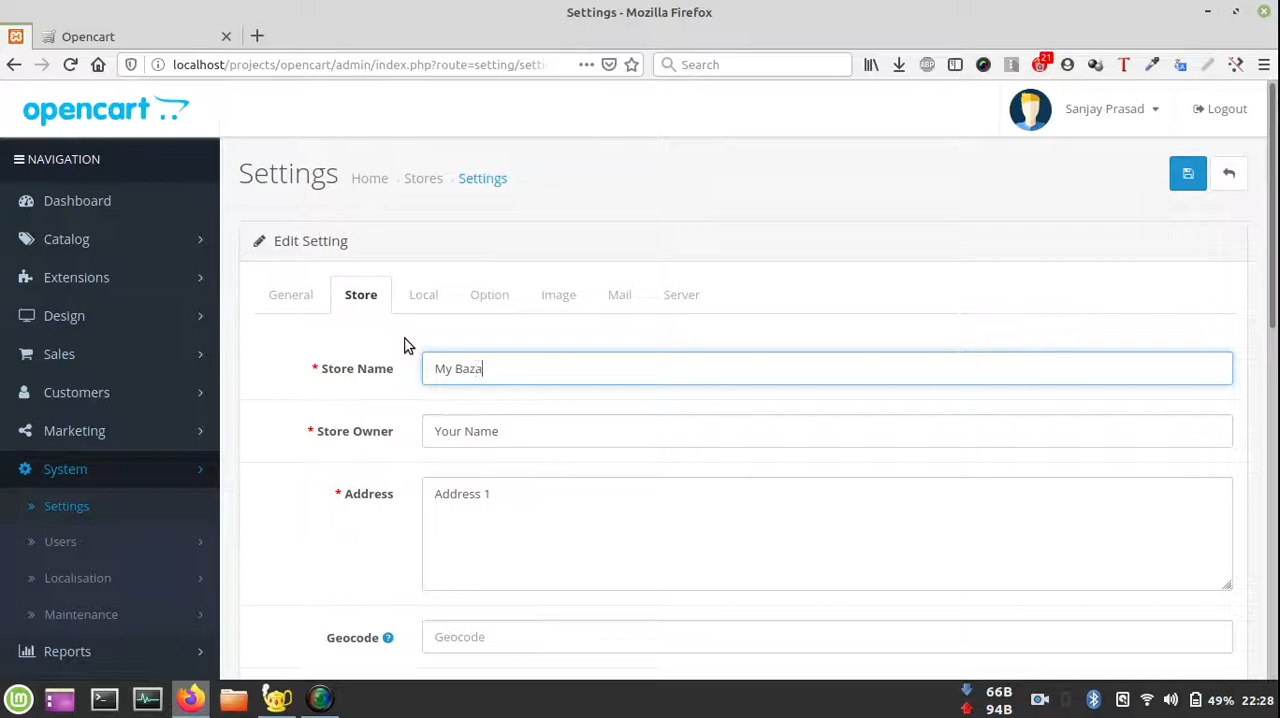 Settings - Mozilla Firefox
Opencart
localhost/projects/opencart/thnin/index.php?route=setting/setti
Search
21
opencart
Sanjay Prasad
Logout
NAVIGATION
Dashboard
Catalog
Extensions
Design
Sales
Customers
Marketing
System
Settings
Users
Localisation
Maintenance
Reports
Settings
Home
Stores
Settings
Edit Setting
General
Store
Local
Option
Image
Mail
Server
* Store Name
My Baza
* Store Owner
Your Name
* Address
Address 1
Geocode
Geocode
66B
94B
49%
22:28